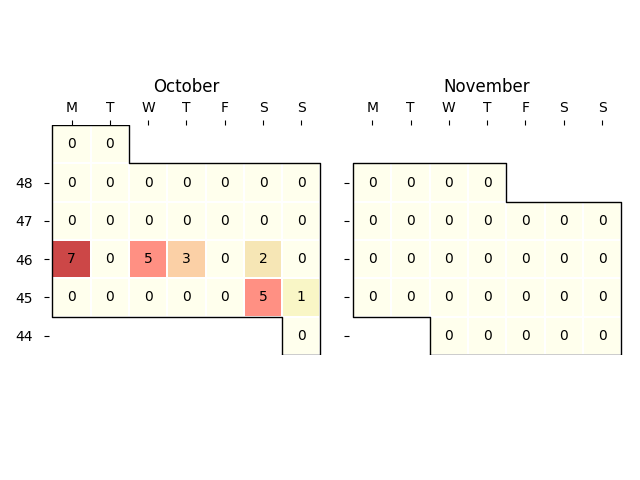 October November
M T W T F S S M T W T F S S
0 0
48 0 0 0 0 0 0 0 0 0 0 0
47 0 0 0 0 0 0 0 0 0 0 0 0 0 0
46 7 0 5 3 0 2 0 0 0 0 0 0 0 0
45 0 0 0 0 0 5 1 0 0 0 0 0 0 0
44 0 0 0 0 0 0